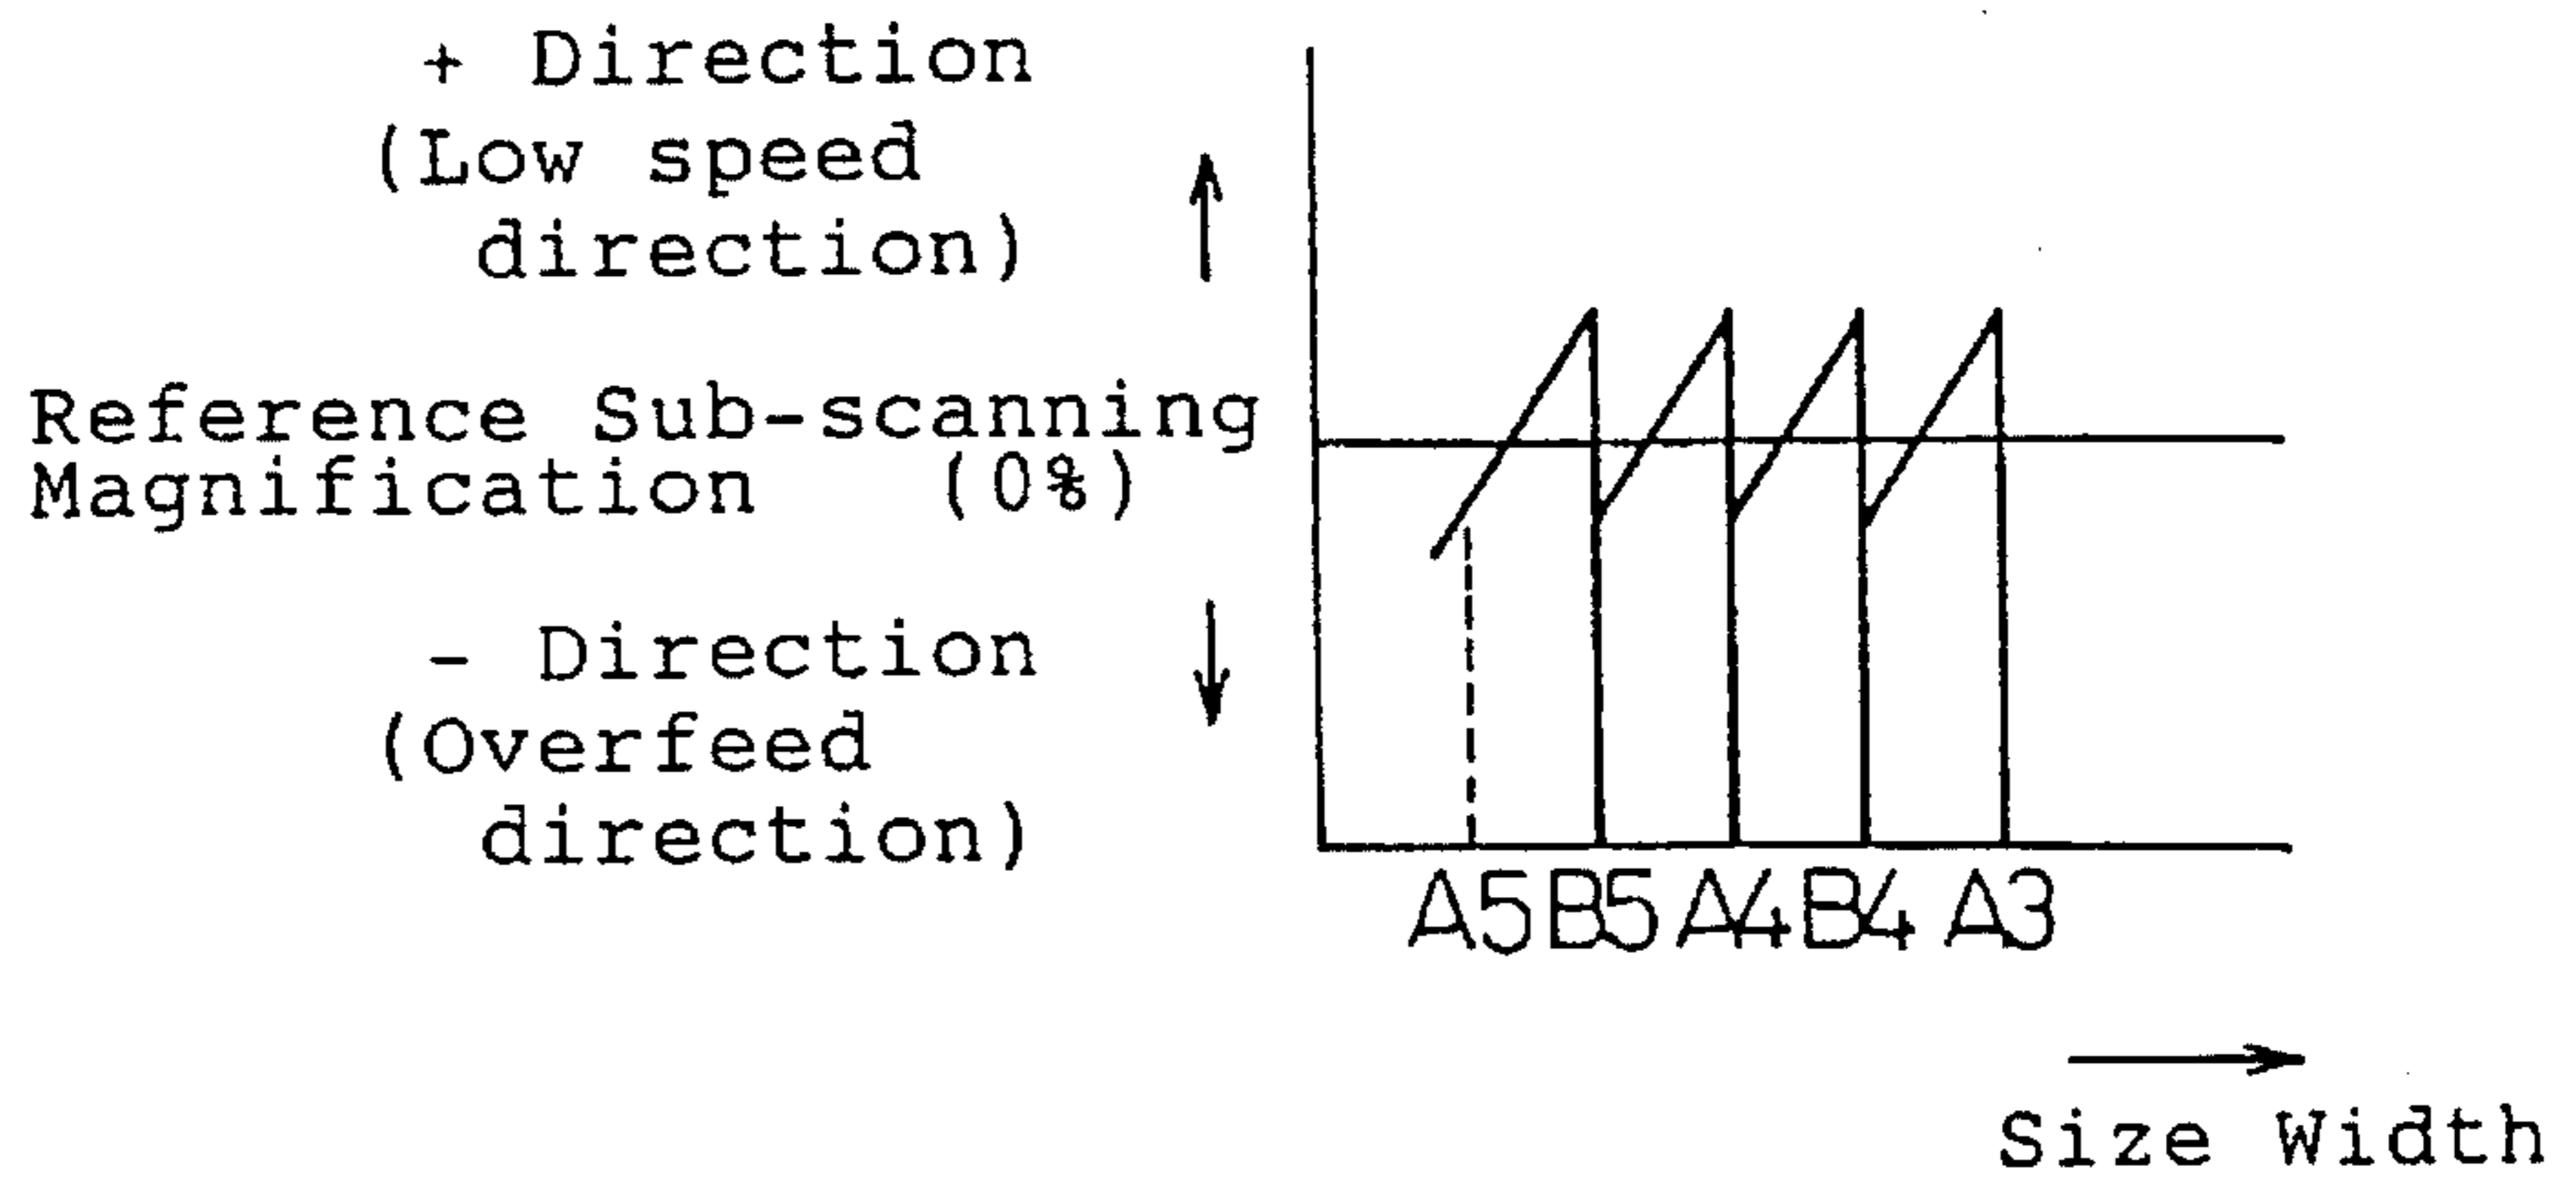 + Direction
(Low speed
direction)
Reference Sub-scanning
Magnification (0%)
- Direction
(Overfeed
direction)
A5 B5 A4 B4 A3
Size Width